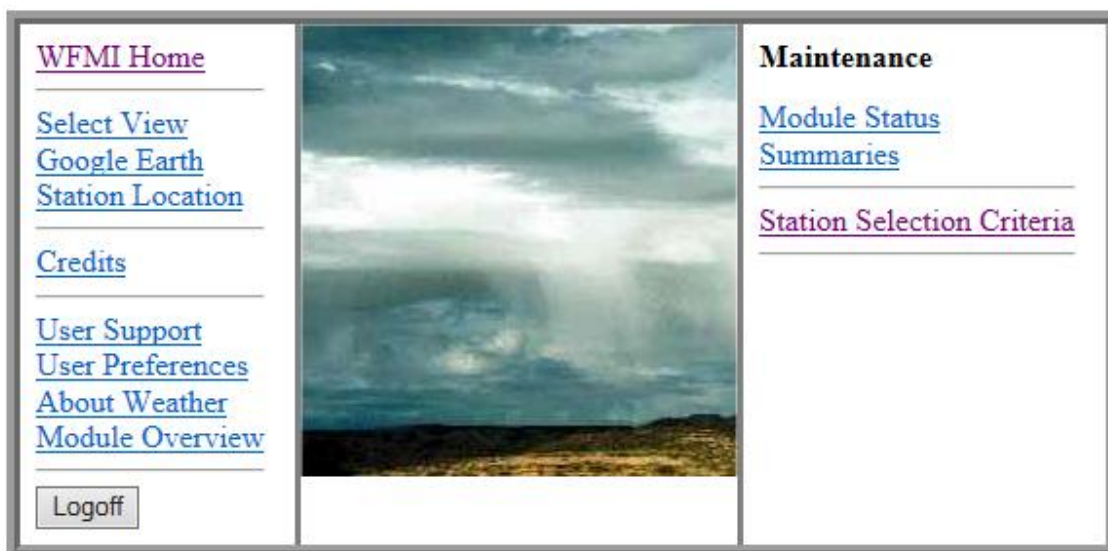 WFMI Home
Select View
Google Earth
Station Location
Credits
User Support
User Preferences
About Weather
Module Overview
Logoff
Maintenance
Module Status
Summaries
Station Selection Criteria